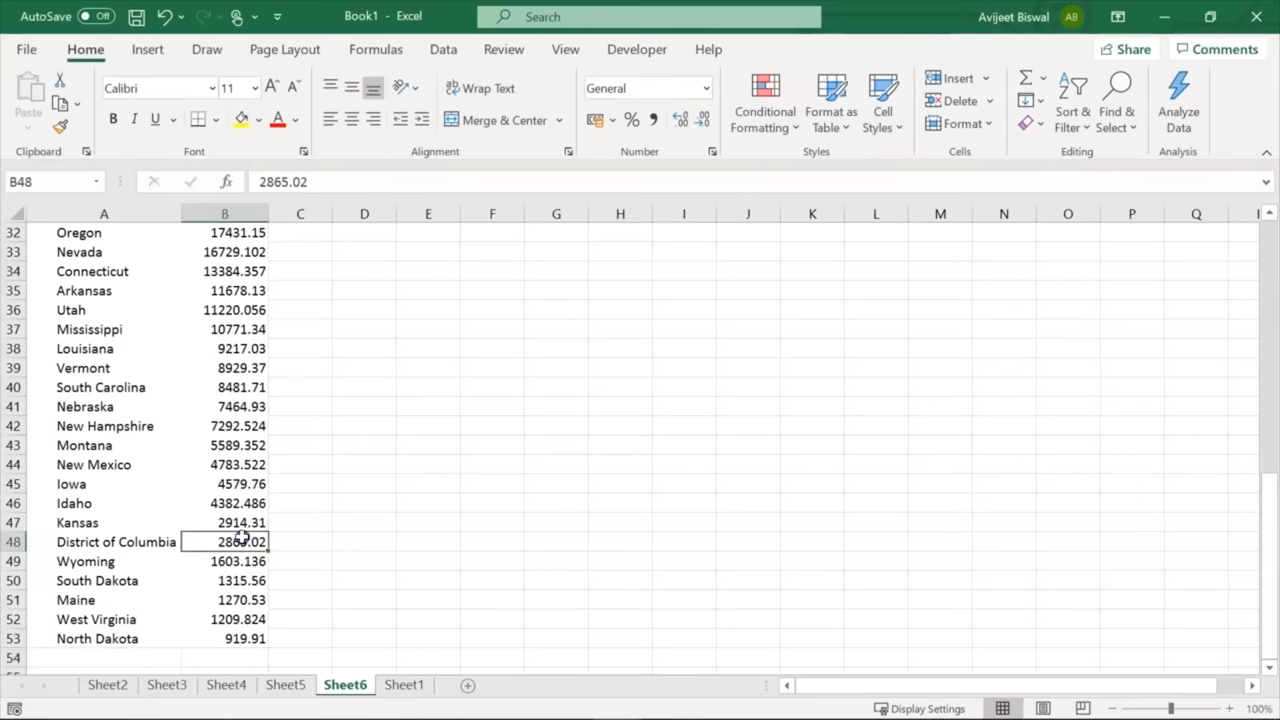 AutoSave Off Book1 - Excel Search Avijeet Biswal AB
File Home Insert Draw Page Layout Formulas Data Review View Developer Help Share Comments
Paste Calibri 11 Wrap Text General Conditional Formatting Format as Table Cell Styles Insert Sort & Filter Find & Select Analyze Data
Merge & Center Delete
Format
Clipboard Font Alignment Number Styles Cells Editing Analysis
B48 fx 2865.02
A B C D E F G H I J K L M N O P Q
32 Oregon 17431.15
33 Nevada 16729.102
34 Connecticut 13384.357
35 Arkansas 11678.13
36 Utah 11220.056
37 Mississippi 10771.34
38 Louisiana 9217.03
39 Vermont 8929.37
40 South Carolina 8481.71
41 Nebraska 7464.93
42 New Hampshire 7292.524
43 Montana 5589.352
44 New Mexico 4783.522
45 Iowa 4579.76
46 Idaho 4382.486
47 Kansas 2914.31
48 District of Columbia 2865.02
49 Wyoming 1603.136
50 South Dakota 1315.56
51 Maine 1270.53
52 West Virginia 1209.824
53 North Dakota 919.91
54
Sheet2 Sheet3 Sheet4 Sheet5 Sheet6 Sheet1
Display Settings 100%